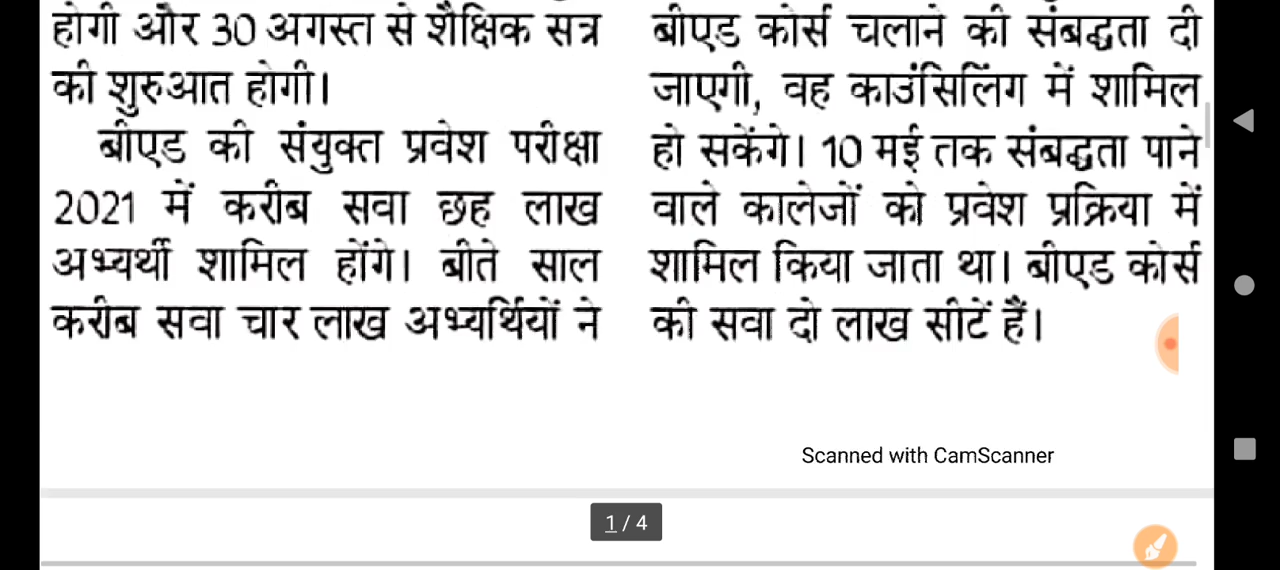 होगी और 30 अगस्त से शैक्षिक सत्र
की शुरुआत होगी।
बीएड की संयुक्त प्रवेश परीक्षा
2021 में करीब सवा छह लाख
अभ्यर्थी शामिल होंगे। बीते साल
करीब सवा चार लाख अभ्यर्थियों ने
बीएड कोर्स चलाने की संबद्धता दी
जाएगी, वह काउंसिलिंग में शामिल
हो सकेंगे। 10 मई तक संबद्धता पाने
वाले कालेजों को प्रवेश प्रक्रिया में
शामिल किया जाता था। बीएड कोर्स
की सवा दो लाख सीटें हैं।
Scanned with CamScanner
1 / 4